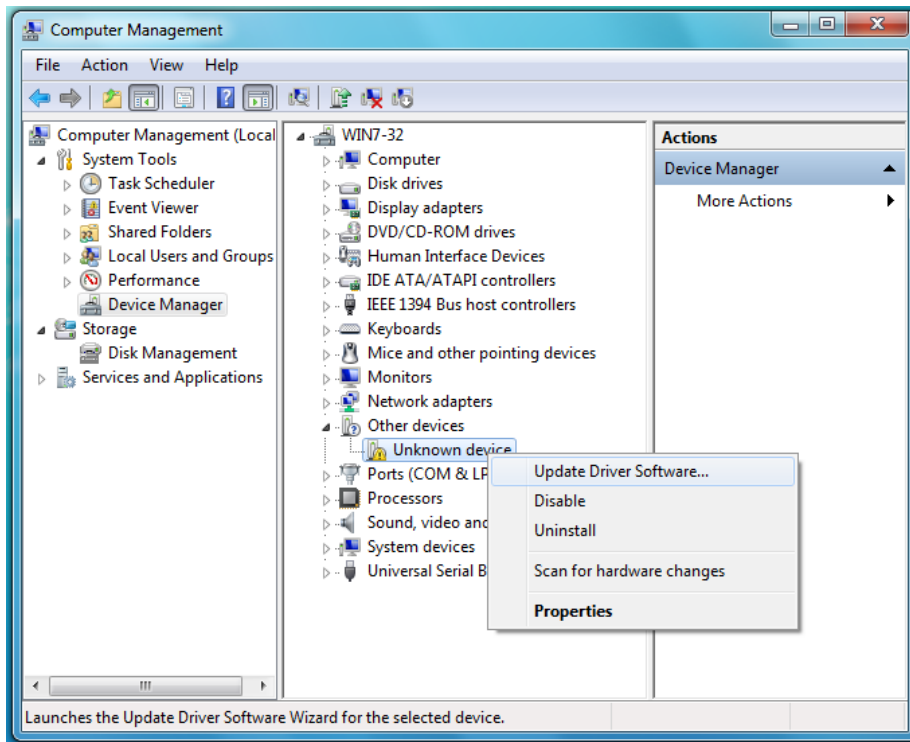 Computer Management
File Action View Help
Computer Management (Local
System Tools
Task Scheduler
Event Viewer
Shared Folders
Local Users and Groups
Performance
Device Manager
Storage
Disk Management
Services and Applications
WIN7-32
Computer
Disk drives
Display adapters
DVD/CD-ROM drives
Human Interface Devices
IDE ATA/ATAPI controllers
IEEE 1394 Bus host controllers
Keyboards
Mice and other pointing devices
Monitors
Network adapters
Other devices
Unknown device
Ports (COM & LP
Processors
Sound, video and
System devices
Universal Serial B
Update Driver Software...
Disable
Uninstall
Scan for hardware changes
Properties
Actions
Device Manager
More Actions
Launches the Update Driver Software Wizard for the selected device.